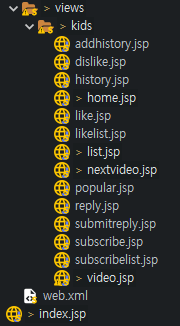 views
kids
addhistory.jsp
dislike.jsp
history.jsp
> home.jsp
like.jsp
likelist.jsp
> list.jsp
> nextvideo.jsp
popular.jsp
reply.jsp
submitreply.jsp
subscribe.jsp
subscribelist.jsp
> video.jsp
web.xml
> index.jsp